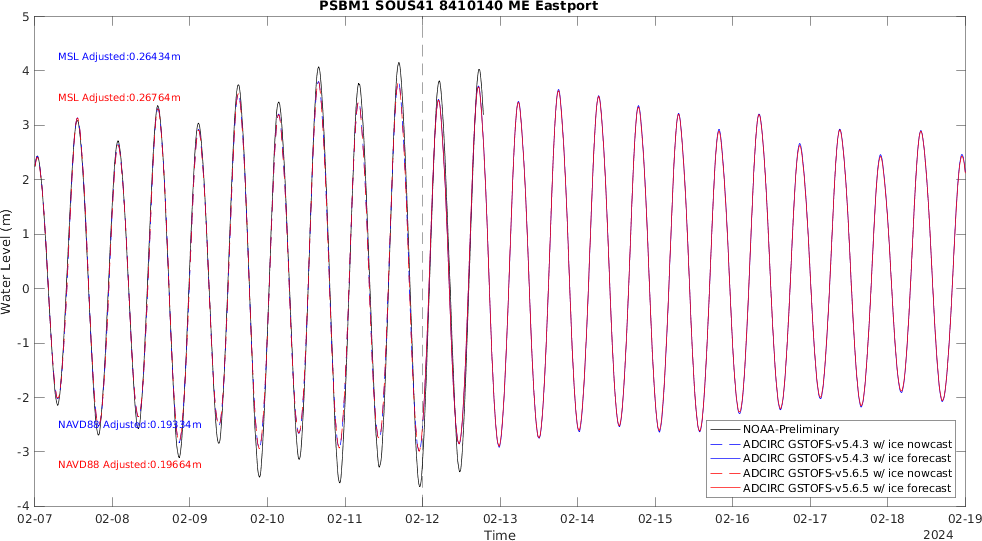 PSBM1 SOUS41 8410140 ME Eastport
5
MSL Adjusted:0.26434m
4
MSL Adjusted:0.26764m
3
2
1
Water Level (m)
0
-1
-2
NAVD88 Adjusted:0.19334m
-3
NAVD88 Adjusted:0.19664m
-4
NOAA-Preliminary
ADCIRC GSTOFS-v5.4.3 w/ ice nowcast
ADCIRC GSTOFS-v5.4.3 w/ ice forecast
ADCIRC GSTOFS-v5.6.5 w/ ice nowcast
ADCIRC GSTOFS-v5.6.5 w/ ice forecast
02-07 02-08 02-09 02-10 02-11 02-12 02-13 02-14 02-15 02-16 02-17 02-18 02-19
Time
2024